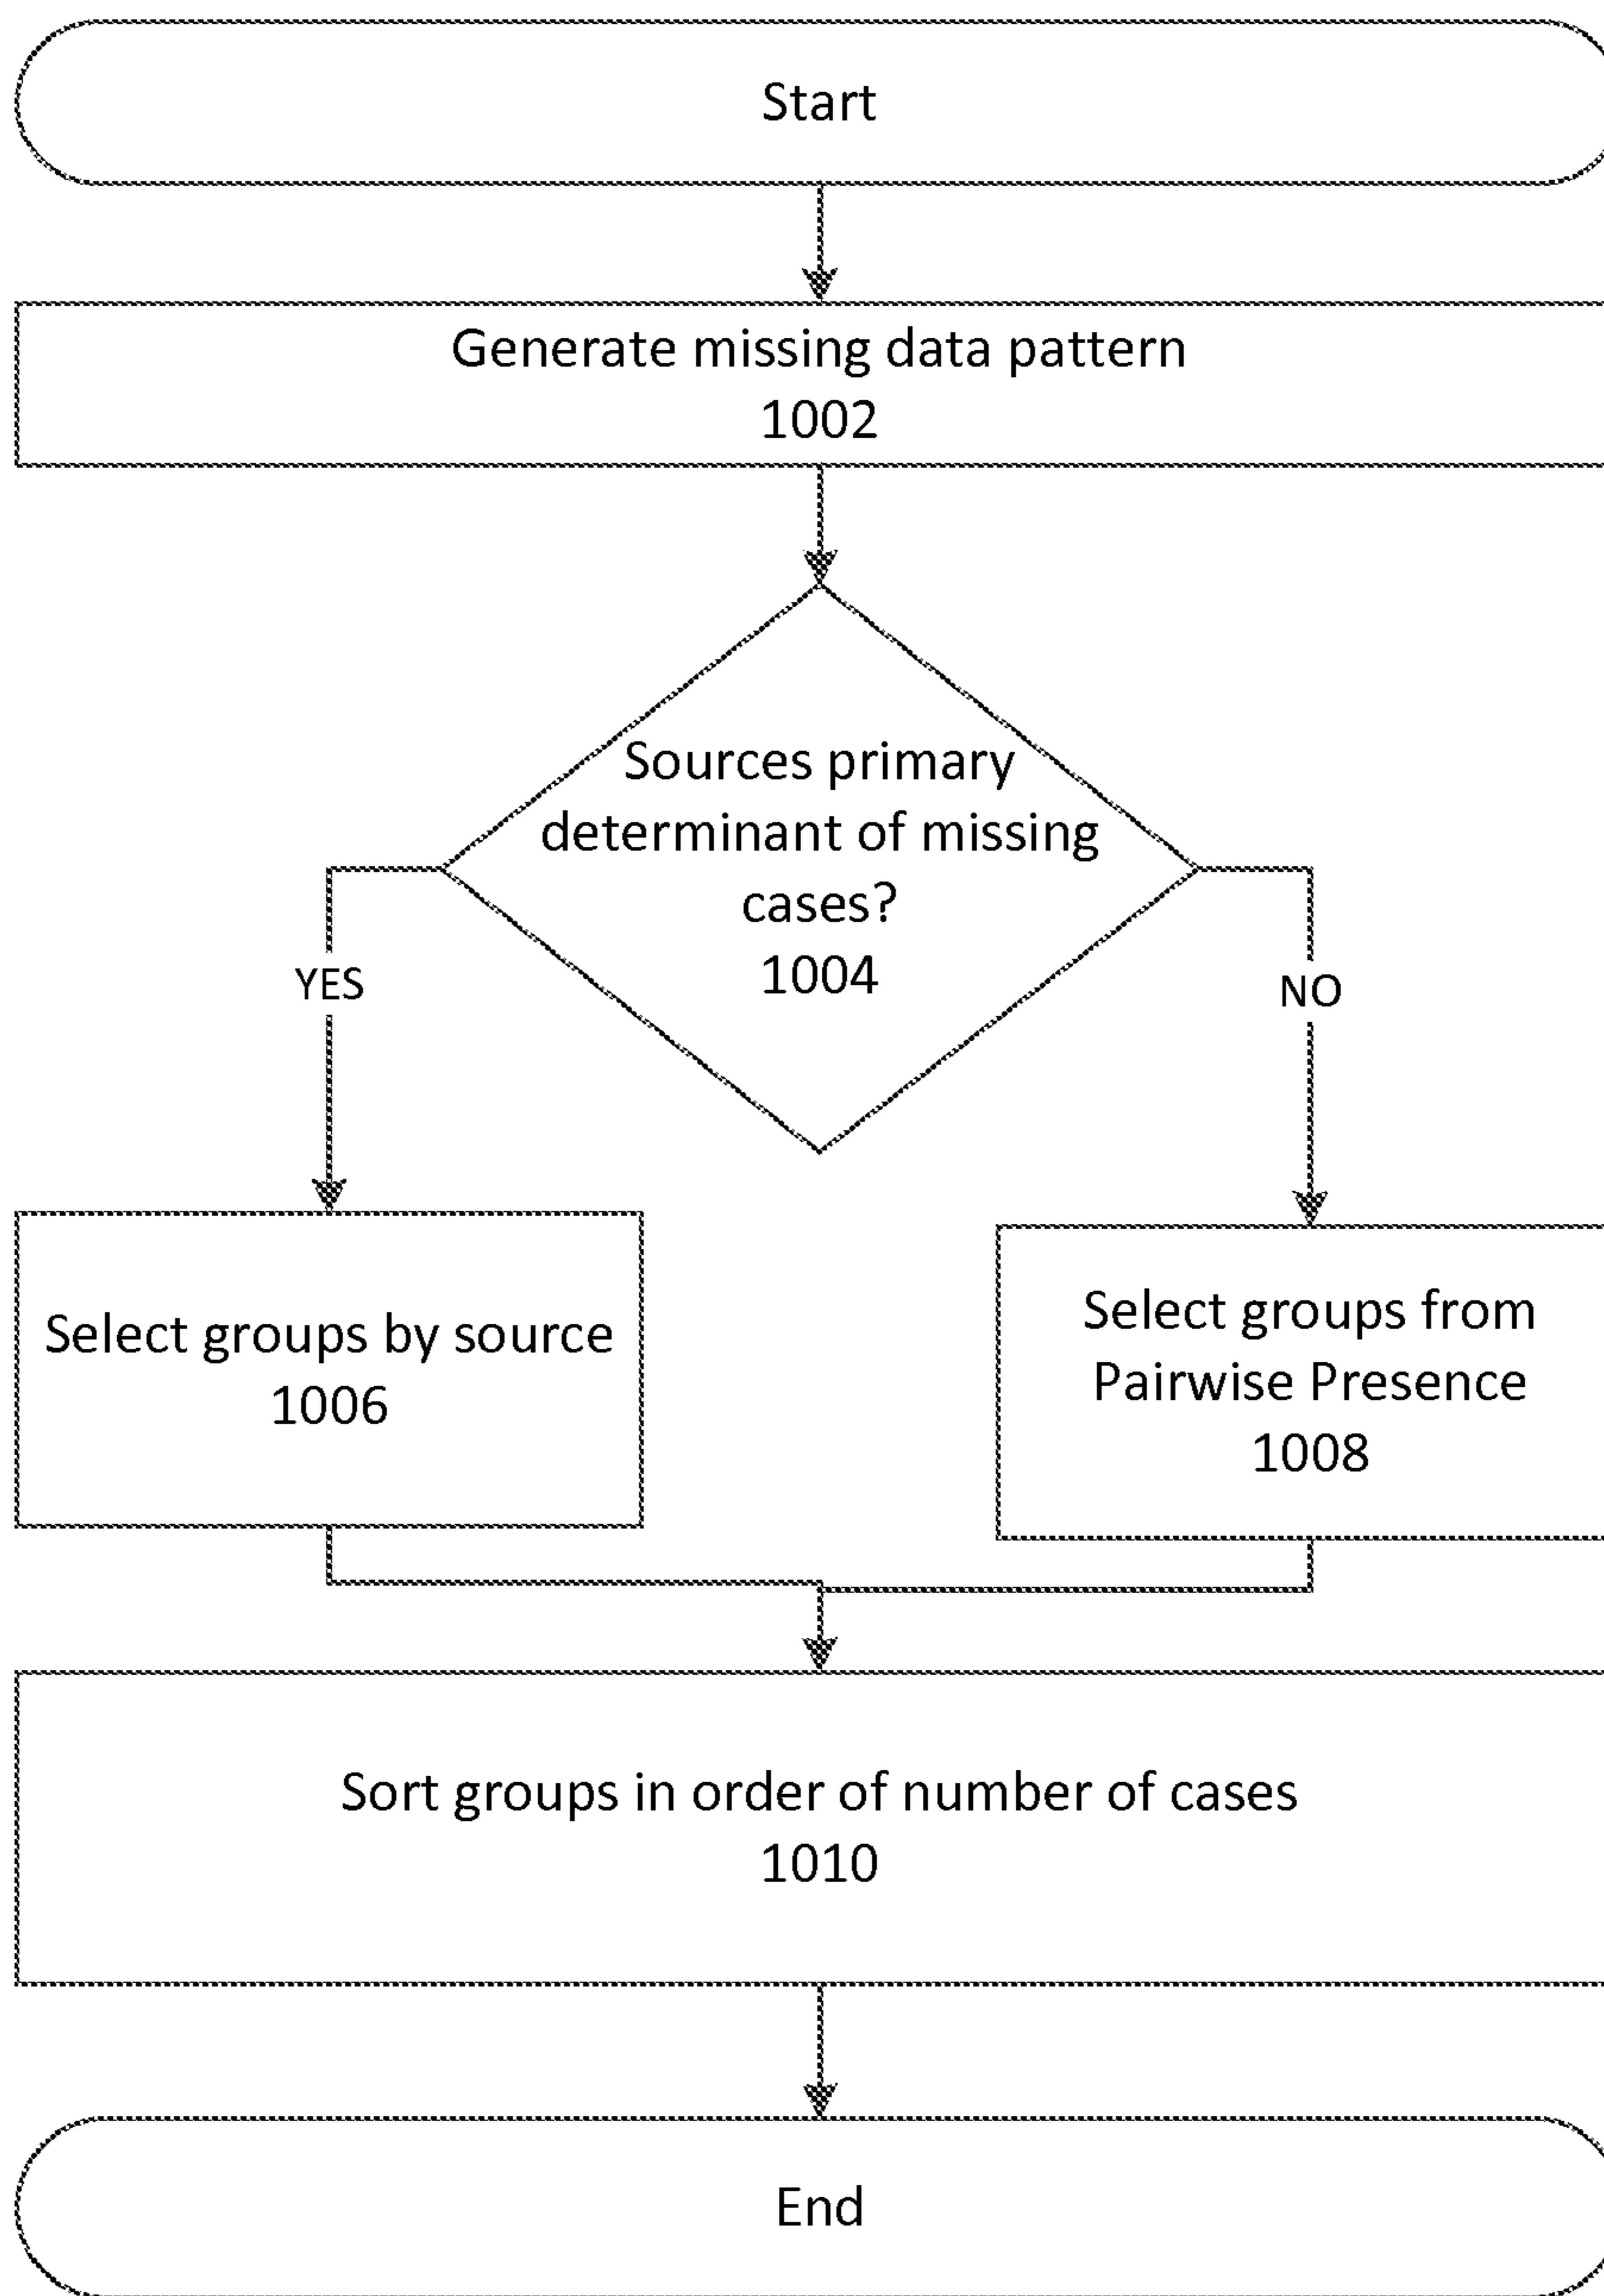 Start
Generate missing data pattern
1002
Sources primary
determinant of missing
cases?
1004
YES
NO
Select groups by source
1006
Select groups from
Pairwise Presence
1008
Sort groups in order of number of cases
1010
End